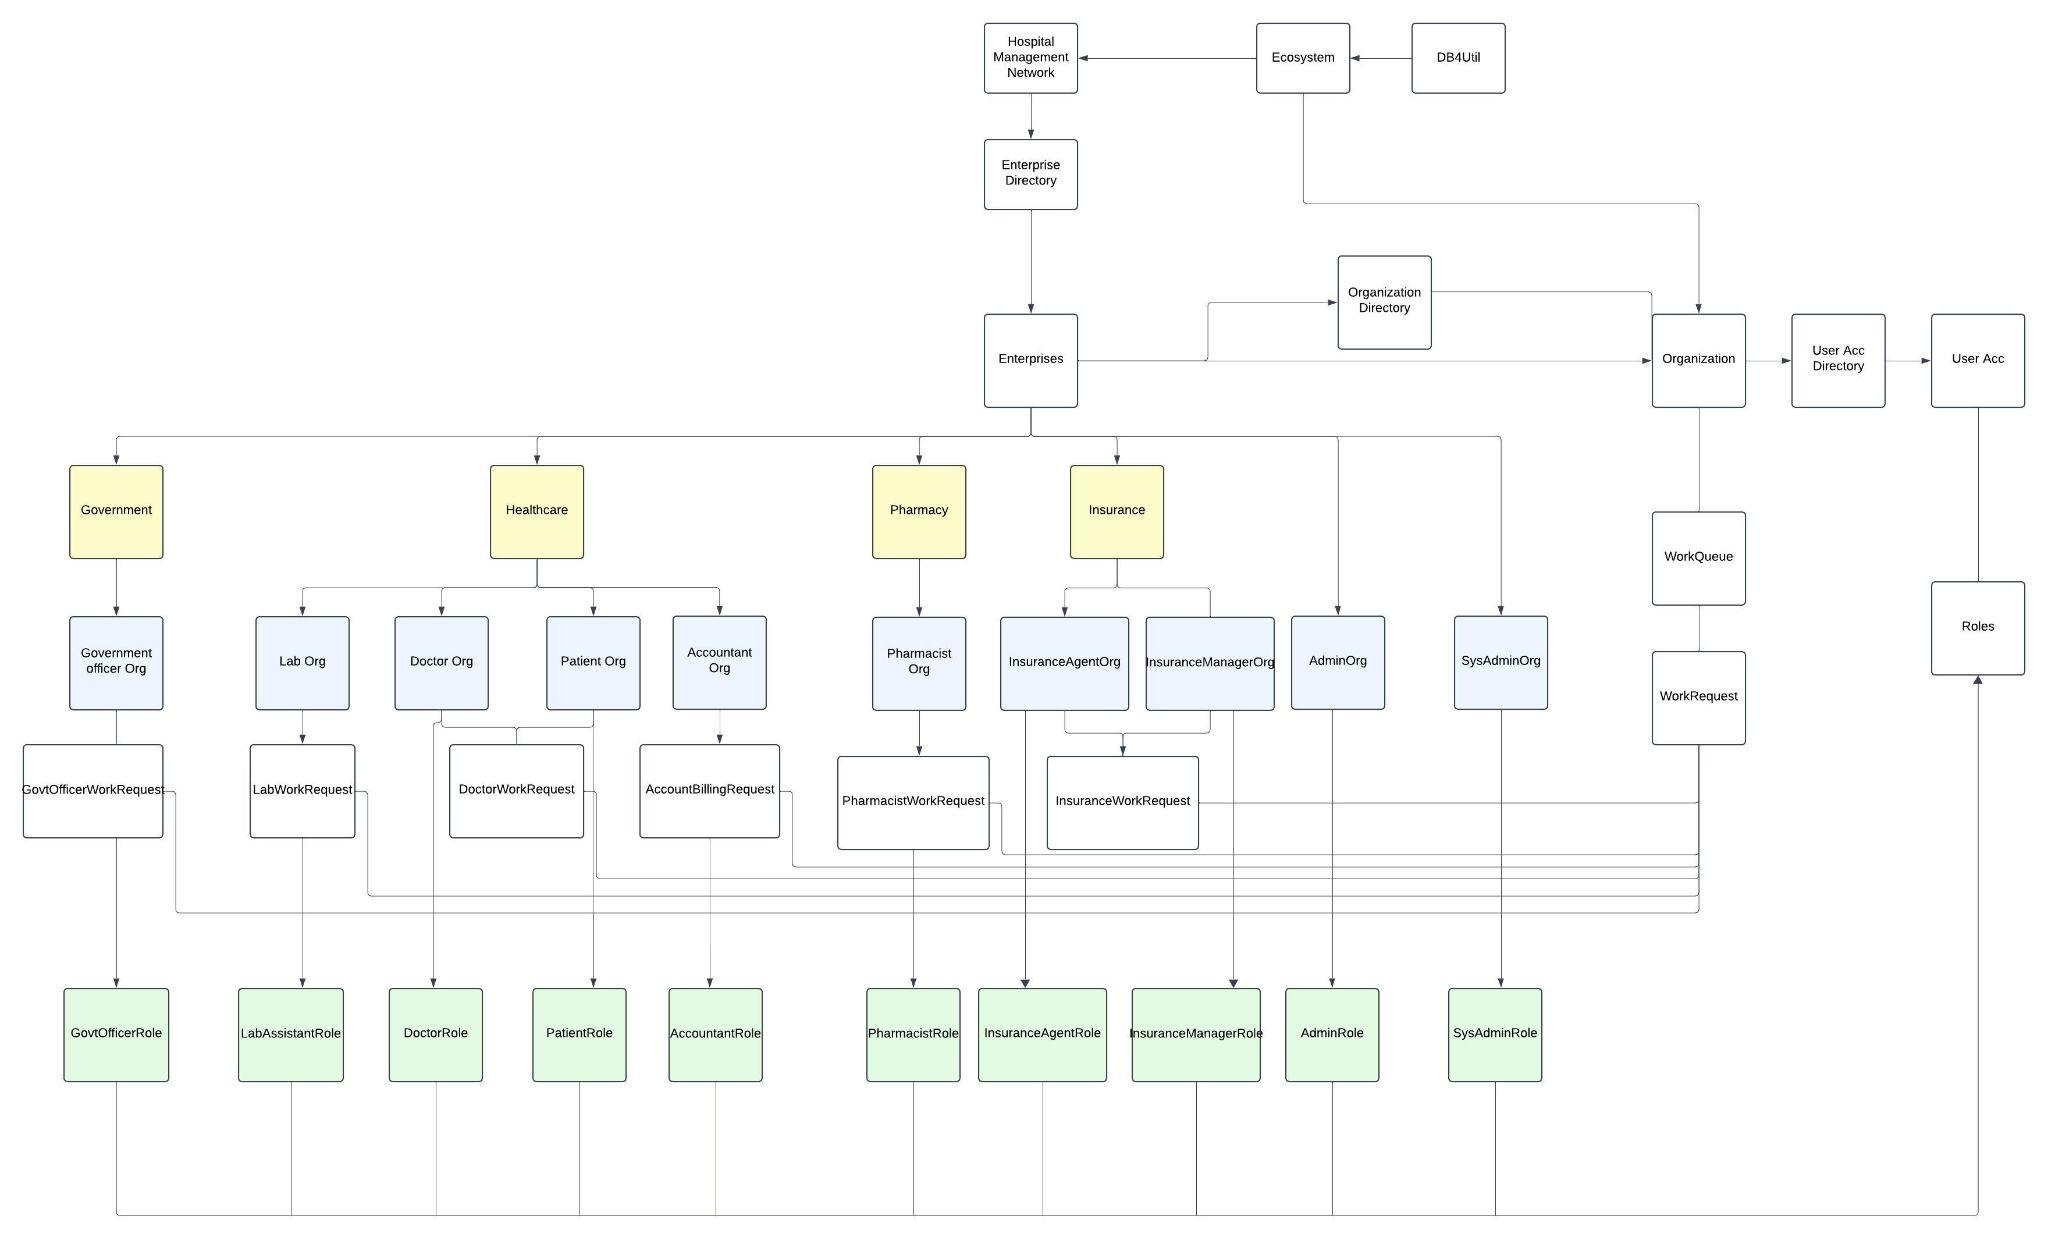 Hospital
Management
Network
Ecosystem
DB4Util
Enterprise
Directory
Organization
Directory
Enterprises
Organization
User Acc
Directory
User Acc
Government
Healthcare
Pharmacy
Insurance
WorkQueue
Roles
Government
officer Org
Lab Org
Doctor Org
Patient Org
Accountant
Org
Pharmacist
Org
InsuranceAgentOrg
InsuranceManagerOrg
AdminOrg
SysAdminOrg
WorkRequest
GovtOfficerWorkRequest
LabWorkRequest
DoctorWorkRequest
AccountBillingRequest
PharmacistWorkRequest
InsuranceWorkRequest
GovtOfficerRole
LabAssistantRole
DoctorRole
PatientRole
AccountantRole
PharmacistRole
InsuranceAgentRole
InsuranceManagerRole
AdminRole
SysAdminRole